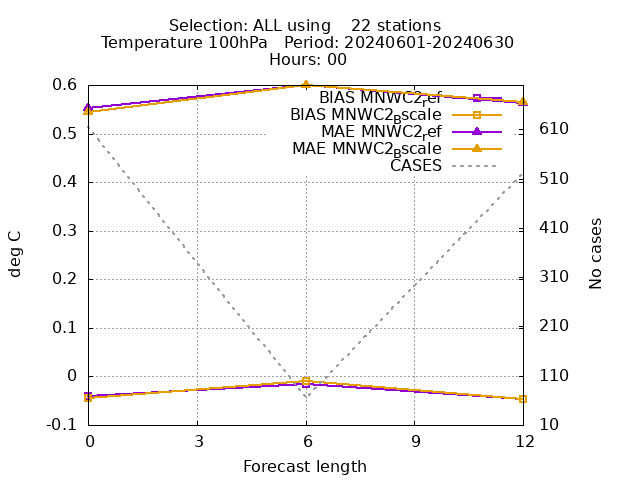 Selection: ALL using    22 stations
Temperature 100hPa   Period: 20240601-20240630
Hours: 00
0.6
0.5
0.4
0.3
0.2
0.1
0
-0.1
deg C
BIAS MNWC2_ref
BIAS MNWC2_Bscale
MAE MNWC2_ref
MAE MNWC2_Bscale
CASES
610
510
410
310
210
110
10
No cases
0 3 6 9 12
Forecast length